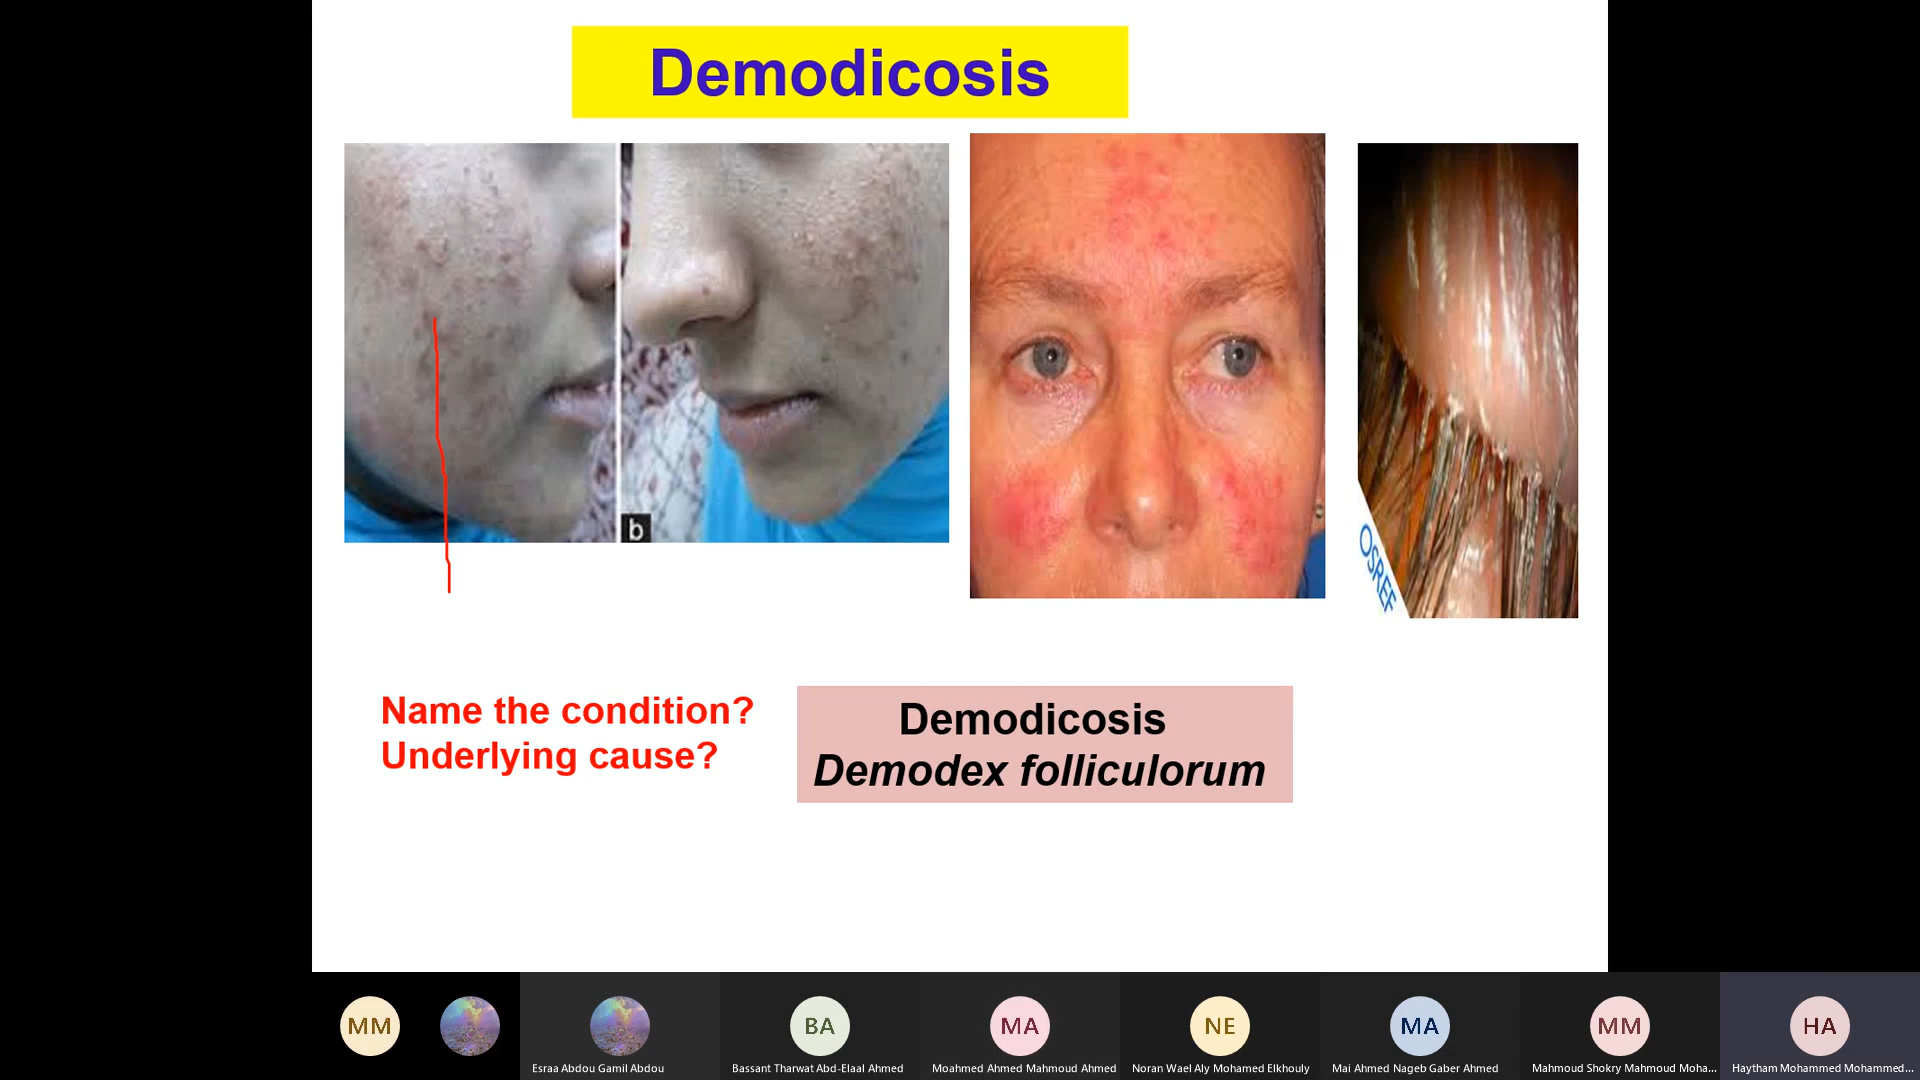 Demodicosis
b
OSREF
Name the condition?
Underlying cause?
Demodicosis
Demodex folliculorum
MM
BA
MA
NE
MA
MM
HA
Esraa Abdou Gamil Abdou
Bassant Tharwat Abd-Elaal Ahmed
Moahmed Ahmed Mahmoud Ahmed
Noran Wael Aly Mohamed Elkhouly
Mai Ahmed Nageb Gaber Ahmed
Mahmoud Shokry Mahmoud Moha...
Haytham Mohammed Mohammed...